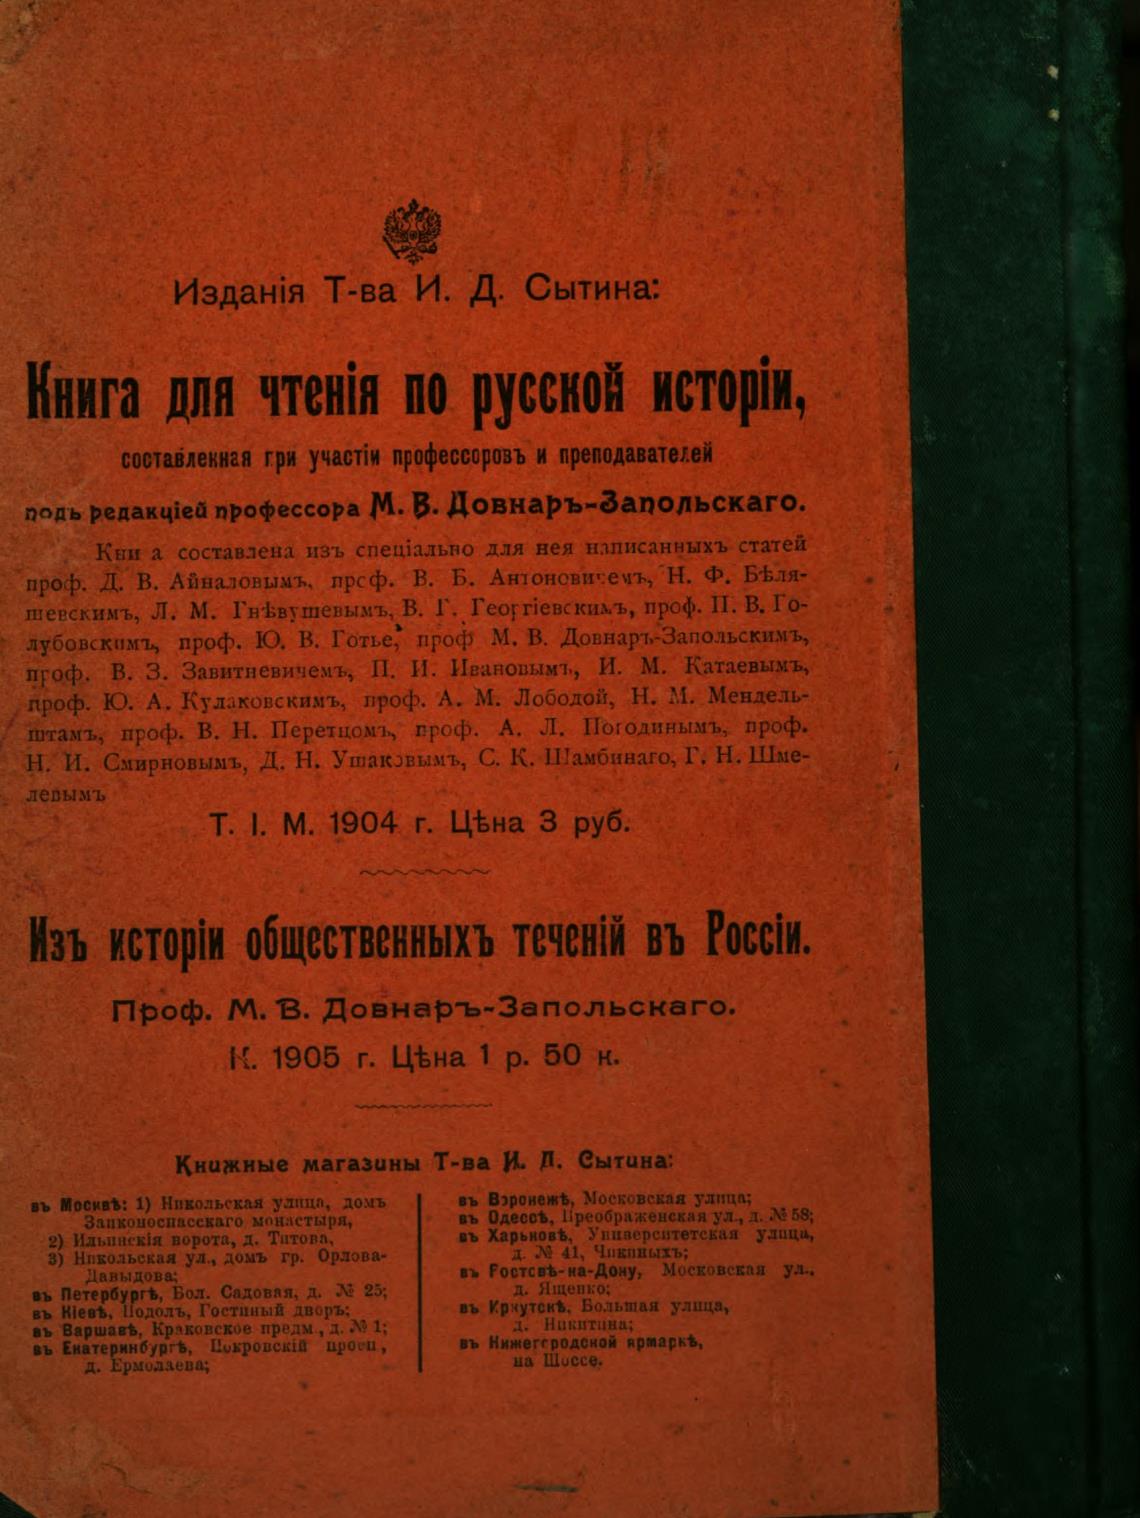 Изданія Т-ва И. Д. Сытина:
Книга для чтенія по русской исторіи,
составленная при участіи профессоровъ и преподавателей
подъ редакціей профессора М. В. Довнаръ-Запольскаго.
Кни а составлена изъ спеціально для нея написанныхъ статей
проф. Д. В. Айналовымъ, проф. В. Б. Антоновичемъ, Н. Ф. Бѣля-
шевскимъ, Л. М. Гнѣвушевымъ, В. Г. Георгіевскимъ, проф. П. В. Го-
лубовскимъ, проф. Ю. В. Готье, проф М. В. Довнаръ-Запольскимъ,
проф. В. З. Завитневичемъ, П. И. Ивановымъ, И. М. Катаевымъ,
проф. Ю. А. Кулаковскимъ, проф. А. М. Лободой, Н. М. Мендель-
штамъ, проф. В. Н. Перетцомъ, проф. А. Л. Погодинымъ, проф.
Н. И. Смирновымъ, Д. Н. Ушаковымъ, С. К. Шамбинаго, Г. Н. Шме-
левымъ
Т. I. М. 1904 г. Цѣна 3 руб.
Изъ исторіи общественныхъ теченій въ Россіи.
Проф. М. В. Довнаръ-Запольскаго.
К. 1905 г. Цѣна 1 р. 50 к.
Книжные магазины Т-ва И. Д. Сытина:
въ Москвѣ: 1) Никольская улица, домъ
Заиконоспасскаго монастыря,
2) Ильинскія ворота, д. Титова,
3) Никольская ул., домъ гр. Орлова-
Давыдова;
въ Петербургѣ, Бол. Садовая, д. № 25;
въ Кіевѣ, Подолъ, Гостиный дворъ;
въ Варшавѣ, Краковское предм., д. № 1;
въ Екатеринбургѣ, Покровскій просп.,
д. Ермолаева;
въ Воронежѣ, Московская улица;
въ Одессѣ, Преображенская ул., д. № 58;
въ Харьковѣ, Университетская улица,
д. № 41, Чикиныхъ;
въ Ростовѣ-на-Дону, Московская ул.,
д. Ященко;
въ Иркутскѣ, Большая улица,
д. Никитина;
въ Нижегородской ярмаркѣ,
на Шоссе.